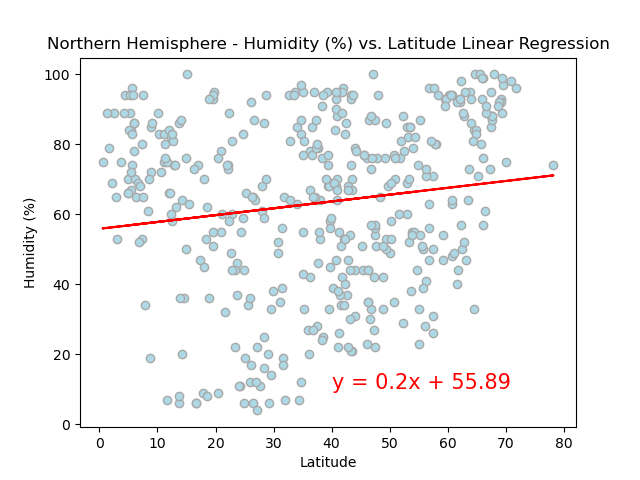 Northern Hemisphere - Humidity (%) vs. Latitude Linear Regression
100
80
60
40
20
0
Humidity (%)
y = 0.2x + 55.89
0 10 20 30 40 50 60 70 80
Latitude